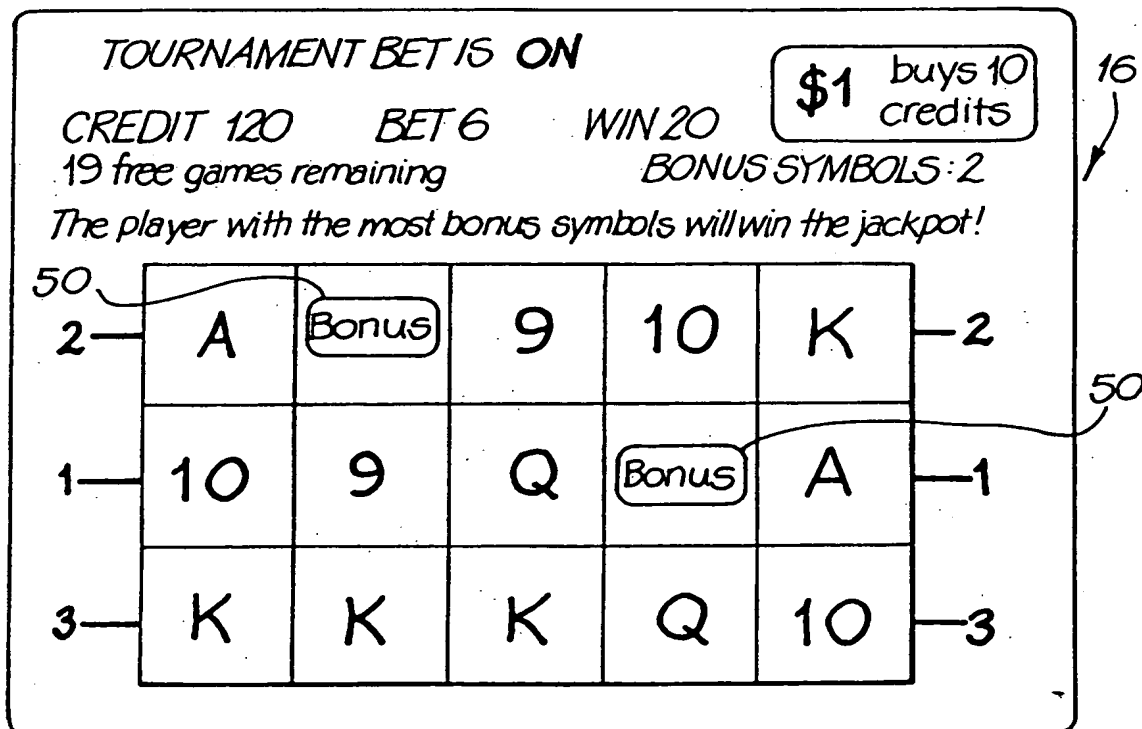 TOURNAMENT BET IS ON
$1 buys 10
credits
16
CREDIT 120 BET 6 WIN 20
19 free games remaining BONUS SYMBOLS: 2
The player with the most bonus symbols will win the jackpot!
50
2 A Bonus 9 10 K 2
50
1 10 9 Q Bonus A 1
3 K K K Q 10 3